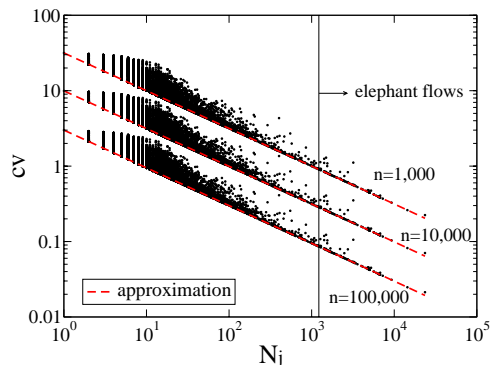 100
10
1
0.1
0.01
cv
elephant flows
n=1,000
n=10,000
n=100,000
approximation
10^0 10^1 10^2 10^3 10^4 10^5
N_j